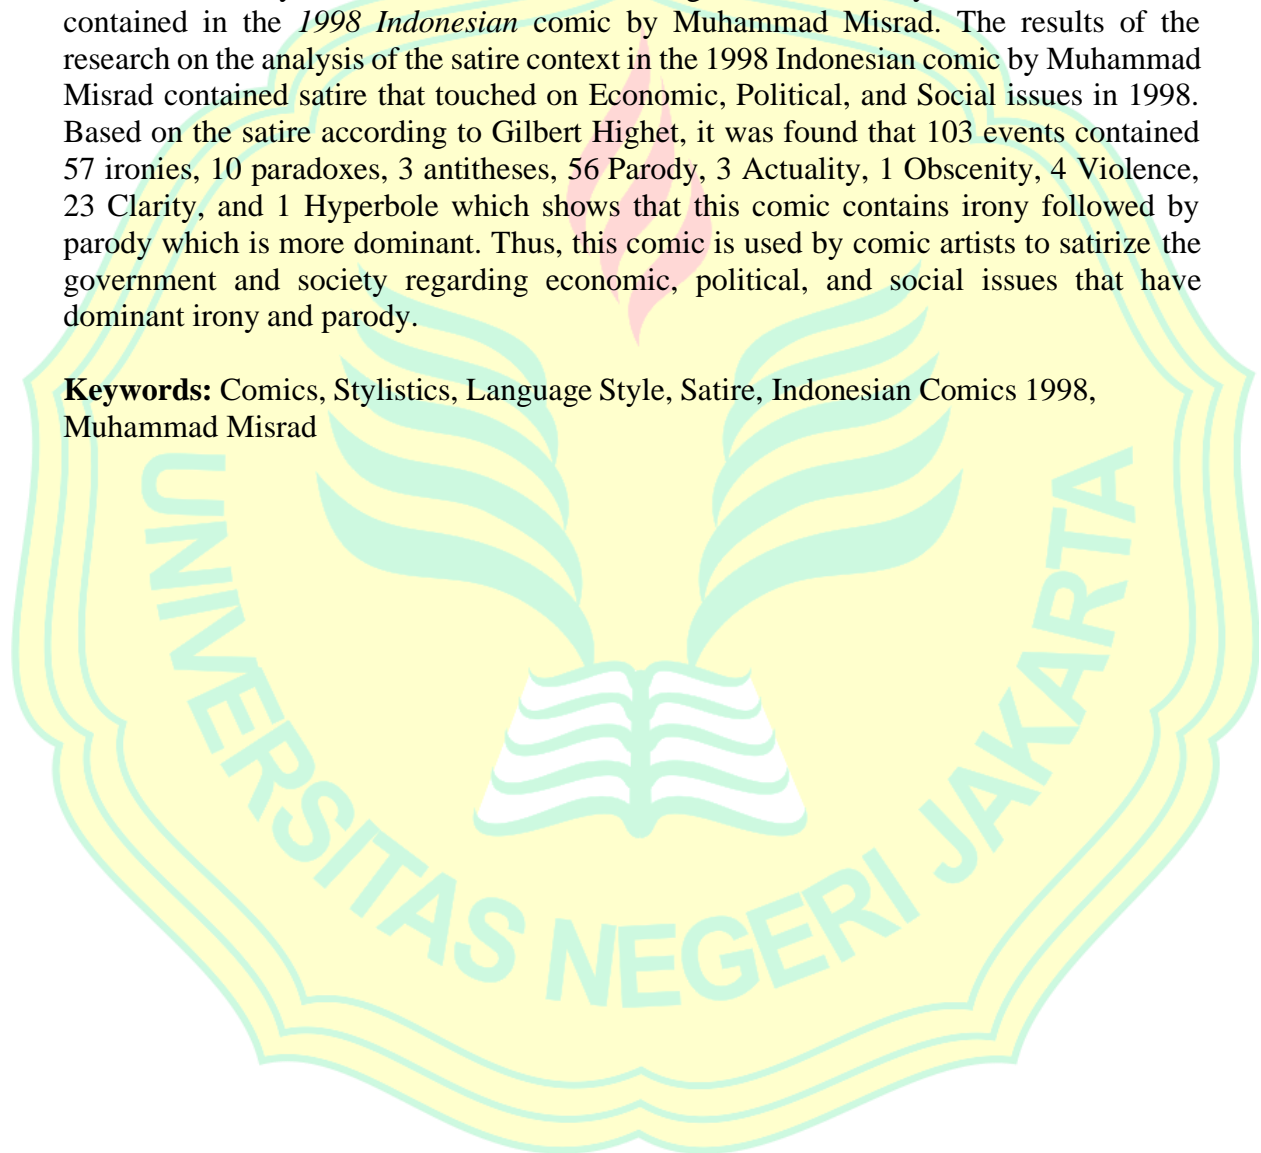 contained in the 1998 Indonesian comic by Muhammad Misrad. The results of the
research on the analysis of the satire context in the 1998 Indonesian comic by Muhammad
Misrad contained satire that touched on Economic, Political, and Social issues in 1998.
Based on the satire according to Gilbert Highet, it was found that 103 events contained
57 ironies, 10 paradoxes, 3 antitheses, 56 Parody, 3 Actuality, 1 Obscenity, 4 Violence,
23 Clarity, and 1 Hyperbole which shows that this comic contains irony followed by
parody which is more dominant. Thus, this comic is used by comic artists to satirize the
government and society regarding economic, political, and social issues that have
dominant irony and parody.
Keywords: Comics, Stylistics, Language Style, Satire, Indonesian Comics 1998,
Muhammad Misrad
UNIVERSITAS NEGERI JAKARTA